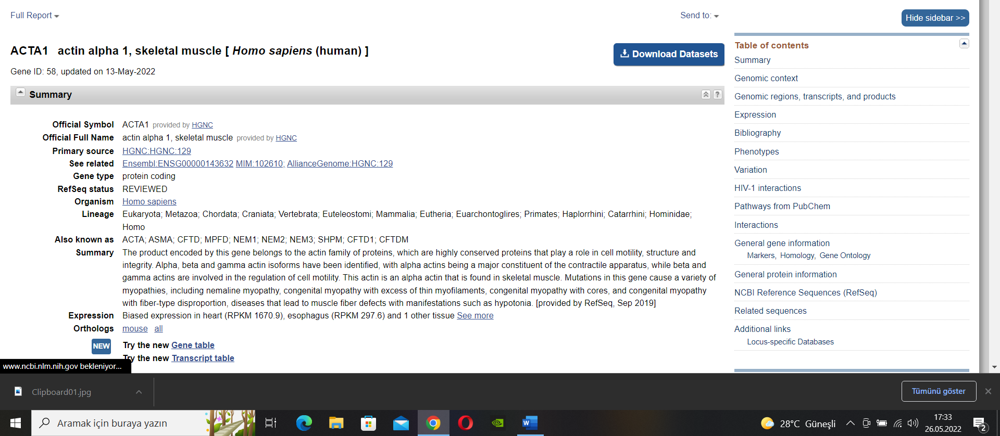 Full Report
Send to:
Hide sidebar >>
ACTA1 actin alpha 1, skeletal muscle [ Homo sapiens (human) ]
Download Datasets
Gene ID: 58, updated on 13-May-2022
Summary
?
Official Symbol ACTA1 provided by HGNC
Official Full Name actin alpha 1, skeletal muscle provided by HGNC
Primary source HGNC:HGNC:129
See related Ensembl:ENSG00000143632 MIM:102610; AllianceGenome:HGNC:129
Gene type protein coding
RefSeq status REVIEWED
Organism Homo sapiens
Lineage Eukaryota; Metazoa; Chordata; Craniata; Vertebrata; Euteleostomi; Mammalia; Eutheria; Euarchontoglires; Primates; Haplorrhini; Catarrhini; Hominidae;
Homo
Also known as ACTA; ASMA; CFTD; MPFD; NEM1; NEM2; NEM3; SHPM; CFTD1; CFTDM
Summary The product encoded by this gene belongs to the actin family of proteins, which are highly conserved proteins that play a role in cell motility, structure and
integrity. Alpha, beta and gamma actin isoforms have been identified, with alpha actins being a major constituent of the contractile apparatus, while beta and
gamma actins are involved in the regulation of cell motility. This actin is an alpha actin that is found in skeletal muscle. Mutations in this gene cause a variety of
myopathies, including nemaline myopathy, congenital myopathy with excess of thin myofilaments, congenital myopathy with cores, and congenital myopathy
with fiber-type disproportion, diseases that lead to muscle fiber defects with manifestations such as hypotonia. [provided by RefSeq, Sep 2019]
Expression Biased expression in heart (RPKM 1670.9), esophagus (RPKM 297.6) and 1 other tissue See more
Orthologs mouse all
NEW Try the new Gene table
Try the new Transcript table
Table of contents
Summary
Genomic context
Genomic regions, transcripts, and products
Expression
Bibliography
Phenotypes
Variation
HIV-1 interactions
Pathways from PubChem
Interactions
General gene information
Markers, Homology, Gene Ontology
General protein information
NCBI Reference Sequences (RefSeq)
Related sequences
Additional links
Locus-specific Databases
www.ncbi.nlm.nih.gov bekleniyor...
Clipboard01.jpg
Tümünü göster
Aramak için buraya yazın
W
28°C Güneşli
17:33
26.05.2022
2